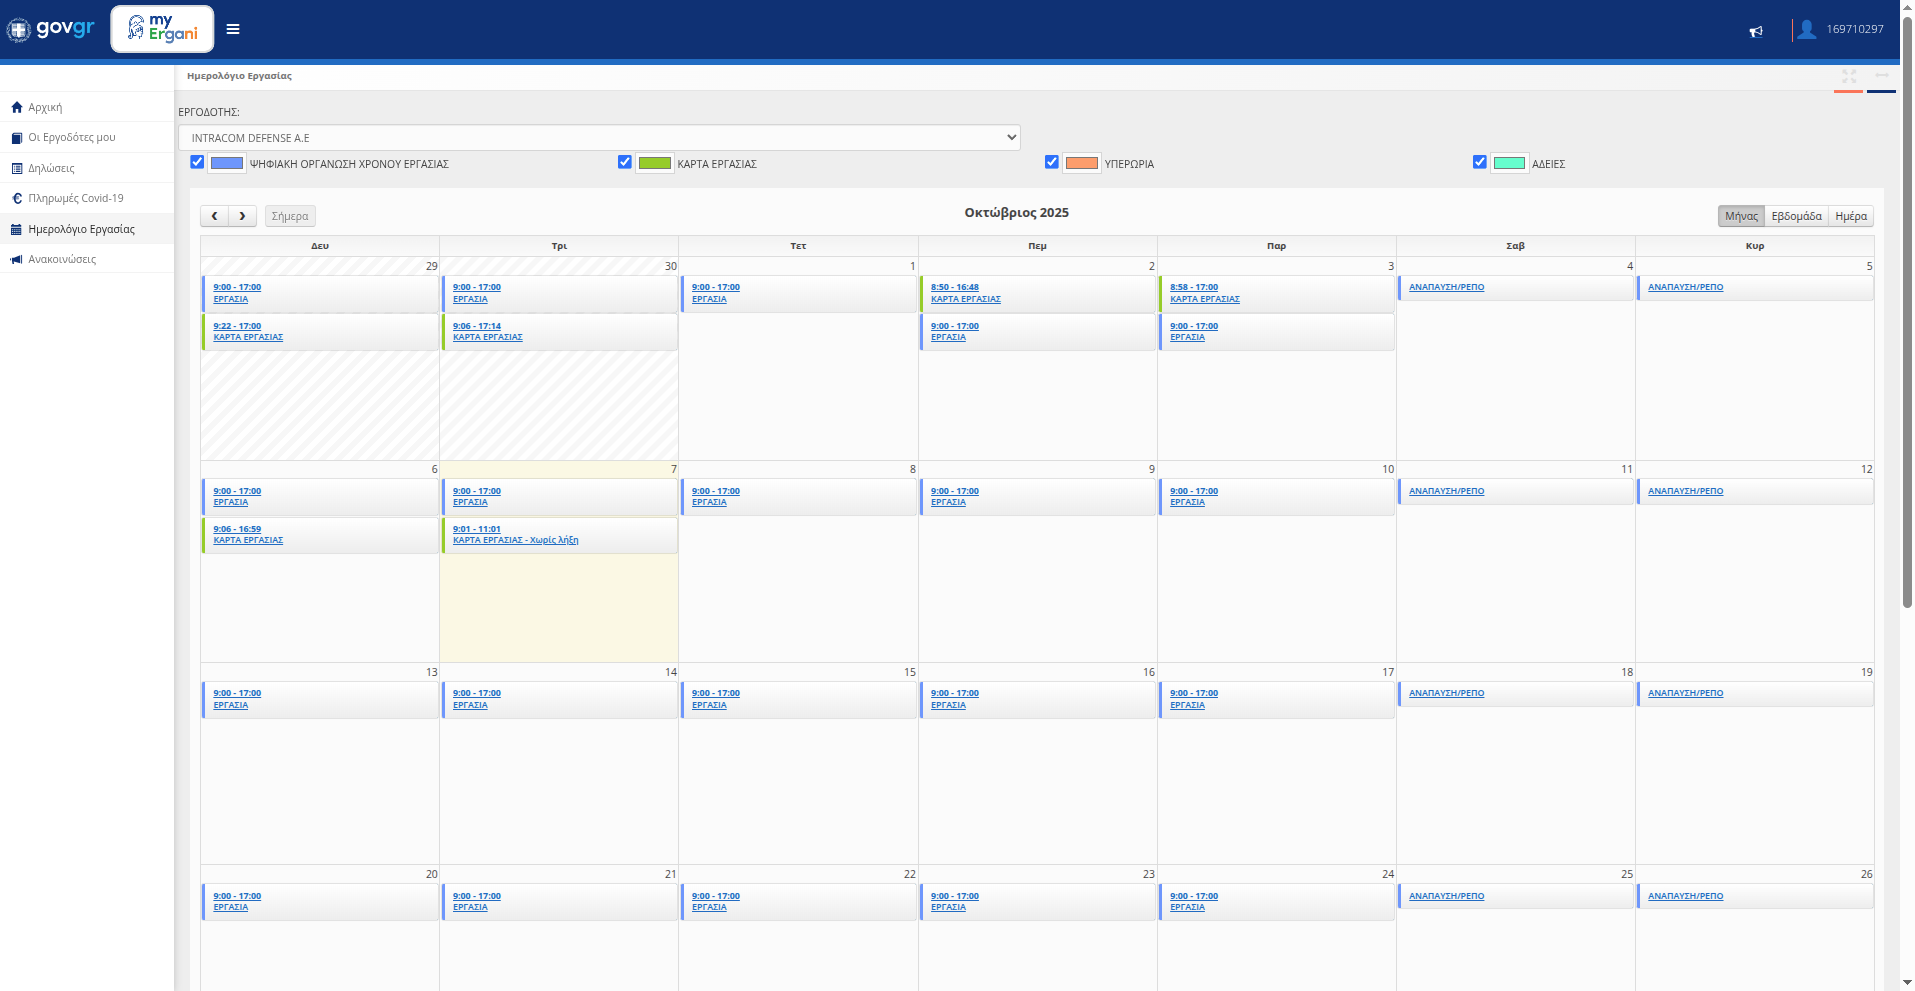 govgr
my
Ergani
169710297
Ημερολόγιο Εργασίας
Αρχική
Οι Εργοδότες μου
Δηλώσεις
Πληρωμές Covid-19
Ημερολόγιο Εργασίας
Ανακοινώσεις
ΕΡΓΟΔΟΤΗΣ:
INTRACOM DEFENSE A.E
ΨΗΦΙΑΚΗ ΟΡΓΑΝΩΣΗ ΧΡΟΝΟΥ ΕΡΓΑΣΙΑΣ ΚΑΡΤΑ ΕΡΓΑΣΙΑΣ ΥΠΕΡΩΡΙΑ ΑΔΕΙΕΣ
Σήμερα Οκτώβριος 2025 Μήνας Εβδομάδα Ημέρα
Δευ Τρι Τετ Πεμ Παρ Σαβ Κυρ
29 30 1 2 3 4 5
9:00 - 17:00 9:00 - 17:00 9:00 - 17:00 8:50 - 16:48 8:58 - 17:00 ΑΝΑΠΑΥΣΗ/ΡΕΠΟ ΑΝΑΠΑΥΣΗ/ΡΕΠΟ
ΕΡΓΑΣΙΑ ΕΡΓΑΣΙΑ ΕΡΓΑΣΙΑ ΚΑΡΤΑ ΕΡΓΑΣΙΑΣ ΚΑΡΤΑ ΕΡΓΑΣΙΑΣ
9:22 - 17:00 9:06 - 17:14 9:00 - 17:00 9:00 - 17:00
ΚΑΡΤΑ ΕΡΓΑΣΙΑΣ ΚΑΡΤΑ ΕΡΓΑΣΙΑΣ ΕΡΓΑΣΙΑ ΕΡΓΑΣΙΑ
6 7 8 9 10 11 12
9:00 - 17:00 9:00 - 17:00 9:00 - 17:00 9:00 - 17:00 9:00 - 17:00 ΑΝΑΠΑΥΣΗ/ΡΕΠΟ ΑΝΑΠΑΥΣΗ/ΡΕΠΟ
ΕΡΓΑΣΙΑ ΕΡΓΑΣΙΑ ΕΡΓΑΣΙΑ ΕΡΓΑΣΙΑ ΕΡΓΑΣΙΑ
9:06 - 16:59 9:01 - 11:01
ΚΑΡΤΑ ΕΡΓΑΣΙΑΣ ΚΑΡΤΑ ΕΡΓΑΣΙΑΣ - Χωρίς λήξη
13 14 15 16 17 18 19
9:00 - 17:00 9:00 - 17:00 9:00 - 17:00 9:00 - 17:00 9:00 - 17:00 ΑΝΑΠΑΥΣΗ/ΡΕΠΟ ΑΝΑΠΑΥΣΗ/ΡΕΠΟ
ΕΡΓΑΣΙΑ ΕΡΓΑΣΙΑ ΕΡΓΑΣΙΑ ΕΡΓΑΣΙΑ ΕΡΓΑΣΙΑ
20 21 22 23 24 25 26
9:00 - 17:00 9:00 - 17:00 9:00 - 17:00 9:00 - 17:00 9:00 - 17:00 ΑΝΑΠΑΥΣΗ/ΡΕΠΟ ΑΝΑΠΑΥΣΗ/ΡΕΠΟ
ΕΡΓΑΣΙΑ ΕΡΓΑΣΙΑ ΕΡΓΑΣΙΑ ΕΡΓΑΣΙΑ ΕΡΓΑΣΙΑ